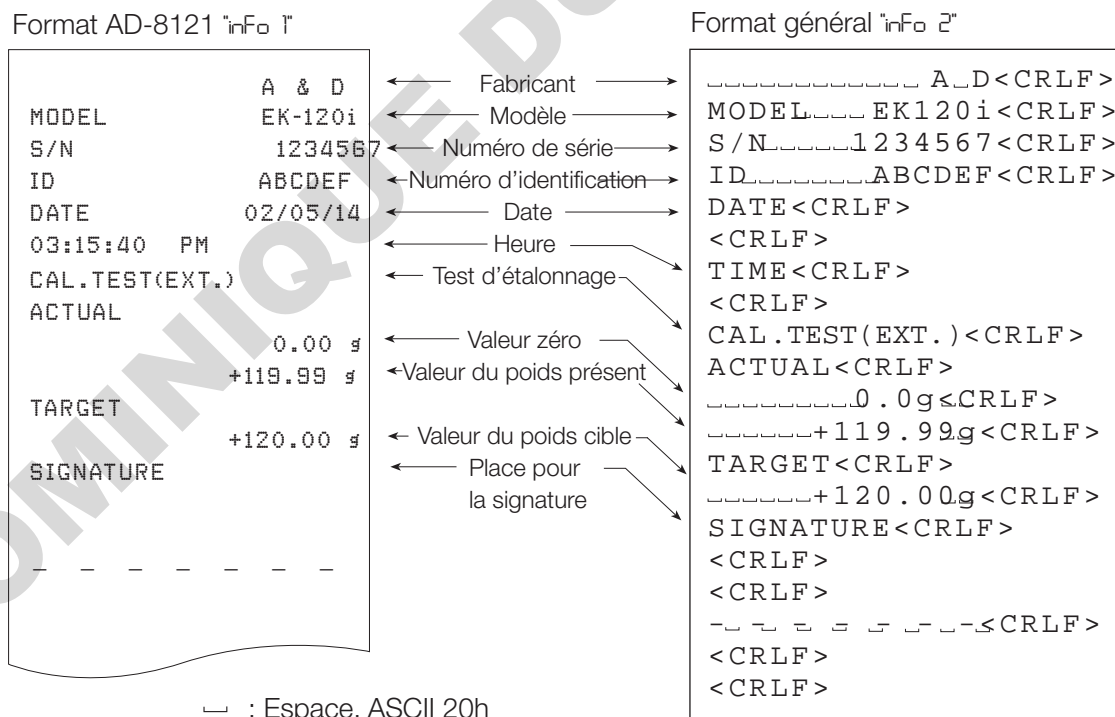 Format AD-8121 "inFo 1"
A & D
MODEL EK-120i
S/N 1234567
ID ABCDEF
DATE 02/05/14
03:15:40 PM
CAL.TEST(EXT.)
ACTUAL
0.00 g
+119.99 g
TARGET
+120.00 g
SIGNATURE
_ _ _ _ _ _ _
Fabricant
Modèle
Numéro de série
Numéro d'identification
Date
Heure
Test d'étalonnage
Valeur zéro
Valeur du poids présent
Valeur du poids cible
Place pour
la signature
Format général "inFo 2"
␣␣␣␣␣␣␣␣␣␣␣␣␣A␣D<CRLF>
MODEL␣␣␣␣EK120i<CRLF>
S/N␣␣␣␣␣␣1234567<CRLF>
ID␣␣␣␣␣␣␣␣ABCDEF<CRLF>
DATE<CRLF>
<CRLF>
TIME<CRLF>
<CRLF>
CAL.TEST(EXT.)<CRLF>
ACTUAL<CRLF>
␣␣␣␣␣␣␣␣␣0.0g␣<CRLF>
␣␣␣␣␣␣+119.99␣g<CRLF>
TARGET<CRLF>
␣␣␣␣␣␣+120.00␣g<CRLF>
SIGNATURE<CRLF>
<CRLF>
<CRLF>
-␣-␣-␣-␣-␣-␣-␣<CRLF>
<CRLF>
<CRLF>
␣ : Espace, ASCII 20h
OMINIQUE DU